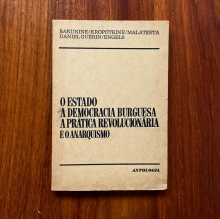 BAKUNINE/KROPOTKINE/MALATESTA
DANIEL GUERIN/ENGELS
O ESTADO
A DEMOCRACIA BURGUESA
A PRÁTICA REVOLUCIONÁRIA
E O ANARQUISMO
ANTOLOGIA